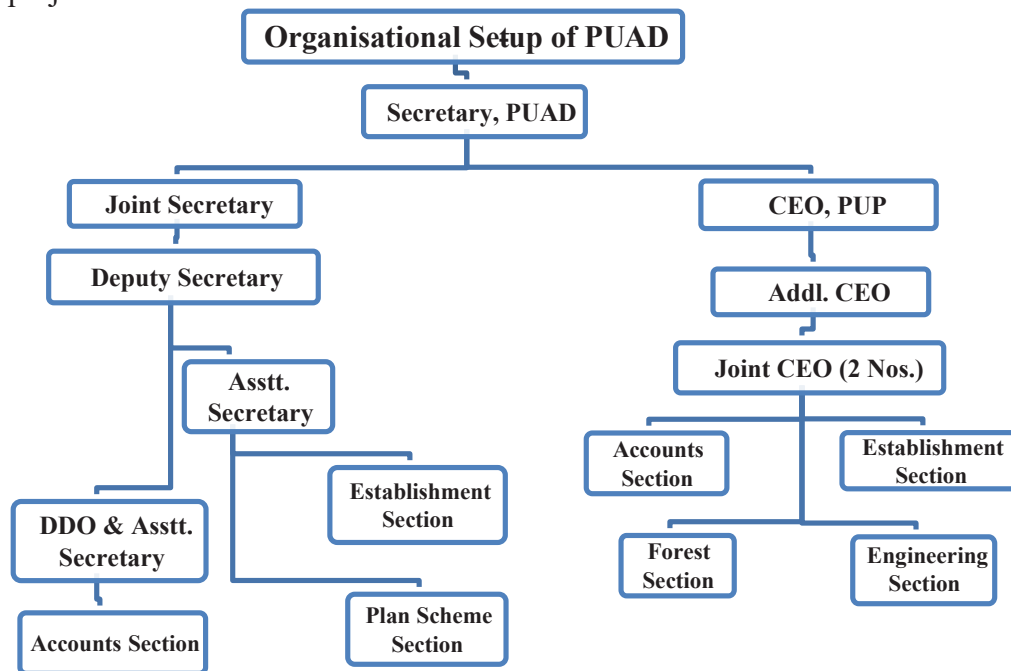 Organisational Setup of PUAD
Secretary, PUAD
Joint Secretary
CEO, PUP
Deputy Secretary
Addl. CEO
Joint CEO (2 Nos.)
Asstt.
Secretary
Accounts
Section
Establishment
Section
Establishment
Section
DDO & Asstt.
Secretary
Forest
Section
Engineering
Section
Plan Scheme
Section
Accounts Section